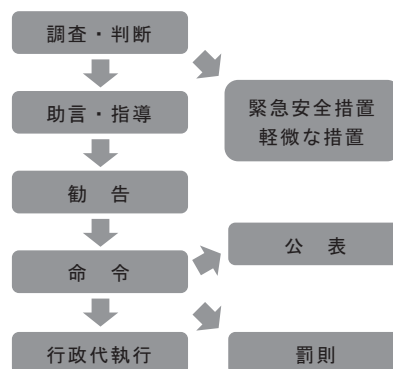 調査・判断
緊急安全措置
軽微な措置
助言・指導
勧　告
公　表
命　令
行政代執行
罰則